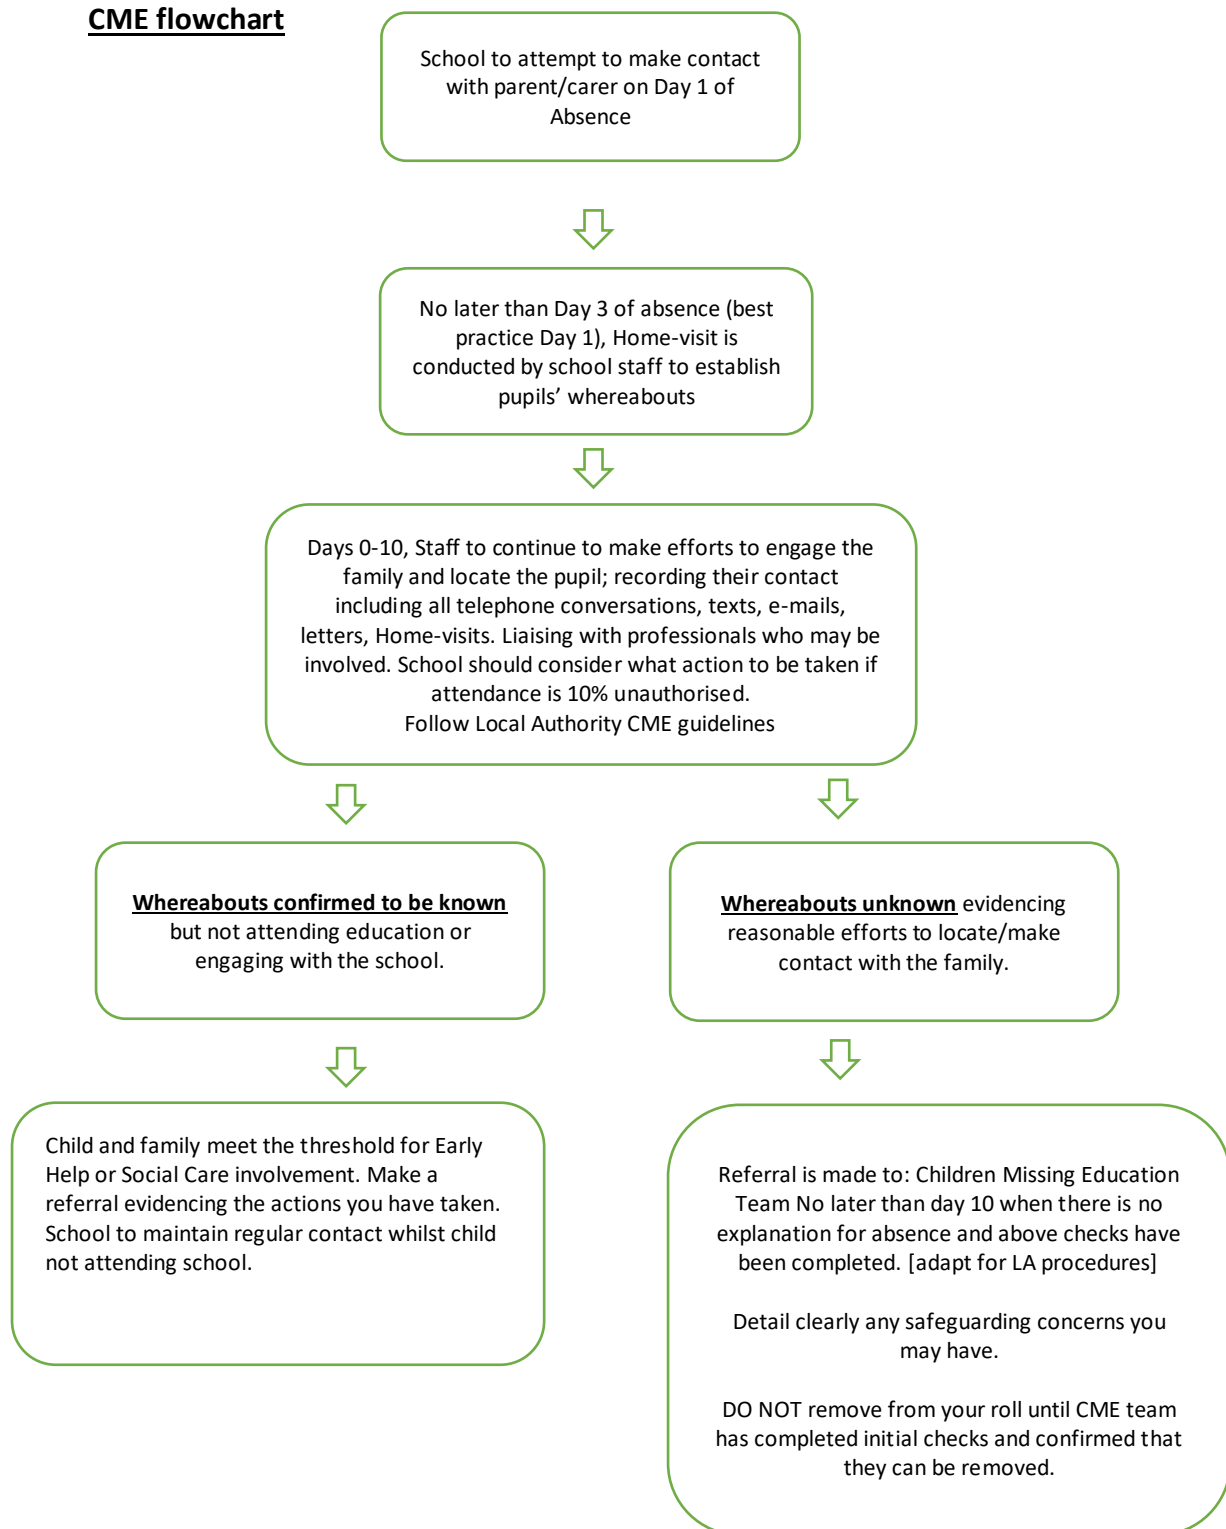 CME flowchart
School to attempt to make contact
with parent/carer on Day 1 of
Absence
No later than Day 3 of absence (best
practice Day 1), Home-visit is
conducted by school staff to establish
pupils’ whereabouts
Days 0-10, Staff to continue to make efforts to engage the
family and locate the pupil; recording their contact
including all telephone conversations, texts, e-mails,
letters, Home-visits. Liaising with professionals who may be
involved. School should consider what action to be taken if
attendance is 10% unauthorised.
Follow Local Authority CME guidelines
Whereabouts confirmed to be known
but not attending education or
engaging with the school.
Whereabouts unknown evidencing
reasonable efforts to locate/make
contact with the family.
Child and family meet the threshold for Early
Help or Social Care involvement. Make a
referral evidencing the actions you have taken.
School to maintain regular contact whilst child
not attending school.
Referral is made to: Children Missing Education
Team No later than day 10 when there is no
explanation for absence and above checks have
been completed. [adapt for LA procedures]
Detail clearly any safeguarding concerns you
may have.
DO NOT remove from your roll until CME team
has completed initial checks and confirmed that
they can be removed.